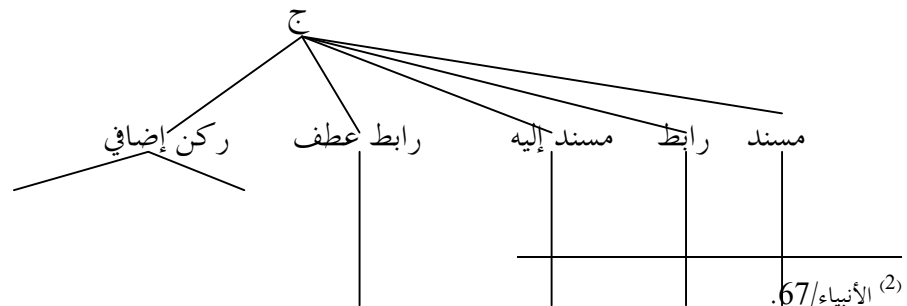 ج
مسند رابط مسند إليه رابط عطف ركن إضافي
(2) الأنبياء/67.